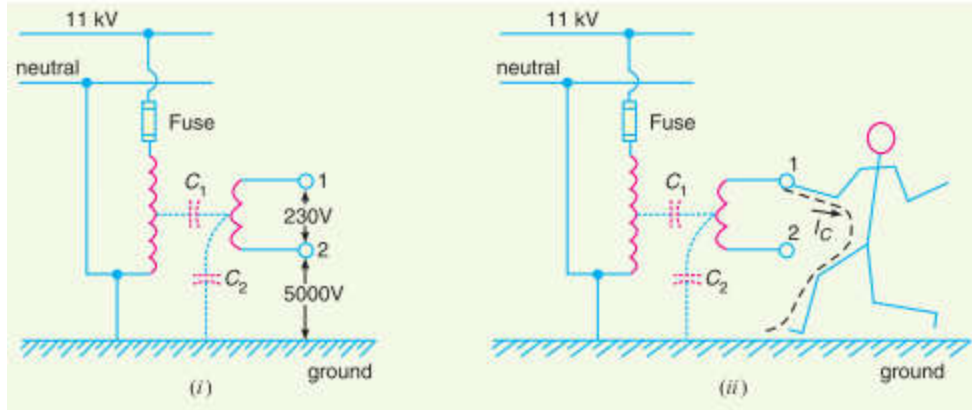 11 kV
neutral
Fuse
C1
1
230V
2
C2
5000V
ground
(i)
11 kV
neutral
Fuse
C1
1
IC
2
C2
ground
(ii)